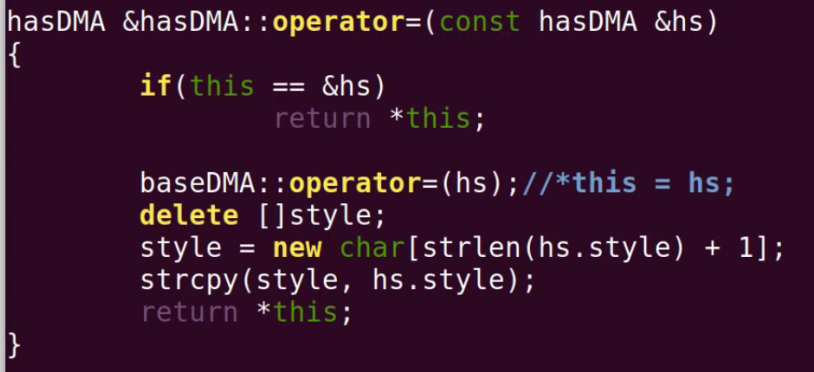 hasDMA &hasDMA::operator=(const hasDMA &hs)
{
if(this == &hs)
return *this;
baseDMA::operator=(hs);//*this = hs;
delete []style;
style = new char[strlen(hs.style) + 1];
strcpy(style, hs.style);
return *this;
}